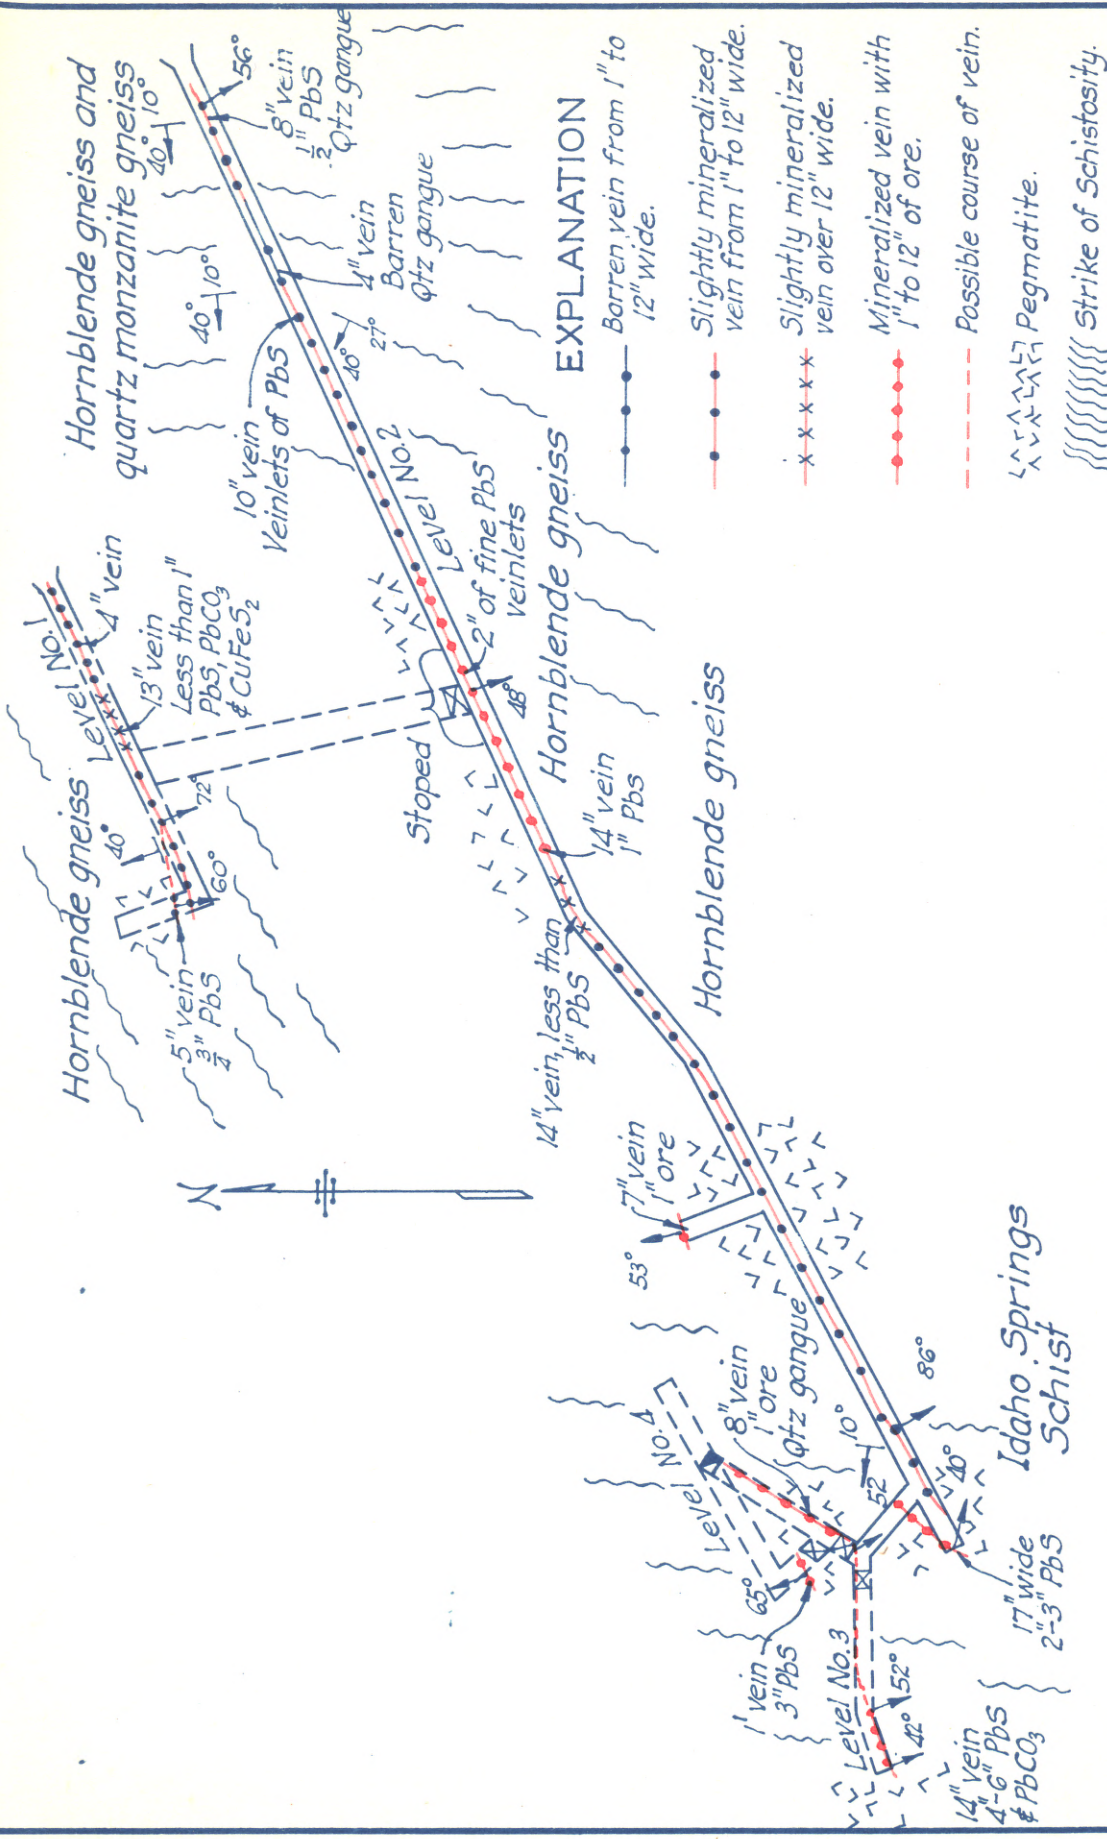 Hornblende gneiss
Level No.1
4" vein
13" vein
Less than 1"
PbS, PbCO3
& CuFeS2
40°
72°
60°
5" vein
3/4" PbS
Hornblende gneiss and
quartz monzanite gneiss
40° 10°
56°
8" vein
1/2" PbS
Qtz gangue
40° 10°
4" vein
Barren
Qtz gangue
10" vein
Veinlets of PbS
40°
27°
Level No.2
2" of fine PbS
veinlets
Stoped
48°
Hornblende gneiss
14" vein
1" PbS
14" vein, less than
1/2" PbS
Hornblende gneiss
N
7" vein
1" ore
53°
Level No.4
8" vein
1" ore
Qtz gangue
65°
1' vein
3" PbS
52
10°
86°
40°
Idaho Springs
Schist
17" wide
2"-3" PbS
Level No.3
52°
42°
14" vein
4-6" PbS
& PbCO3
EXPLANATION
Barren vein from 1" to
12" wide.
Slightly mineralized
vein from 1" to 12" wide.
Slightly mineralized
vein over 12" wide.
Mineralized vein with
1" to 12" of ore.
Possible course of vein.
Pegmatite.
Strike of Schistosity.